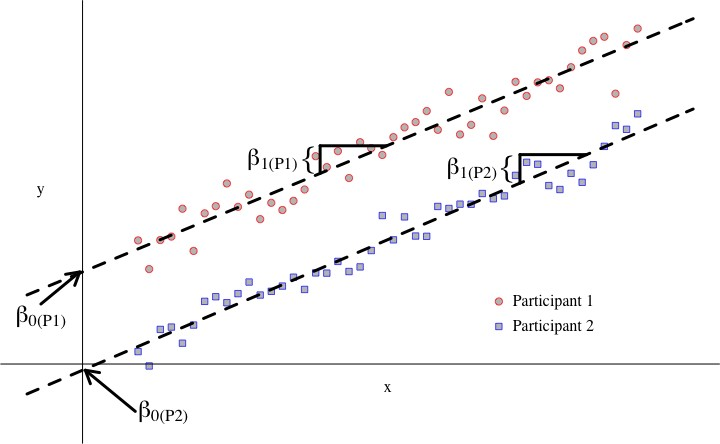 β1(P1) {
β1(P2) {
y
Participant 1
β0(P1)
Participant 2
x
β0(P2)